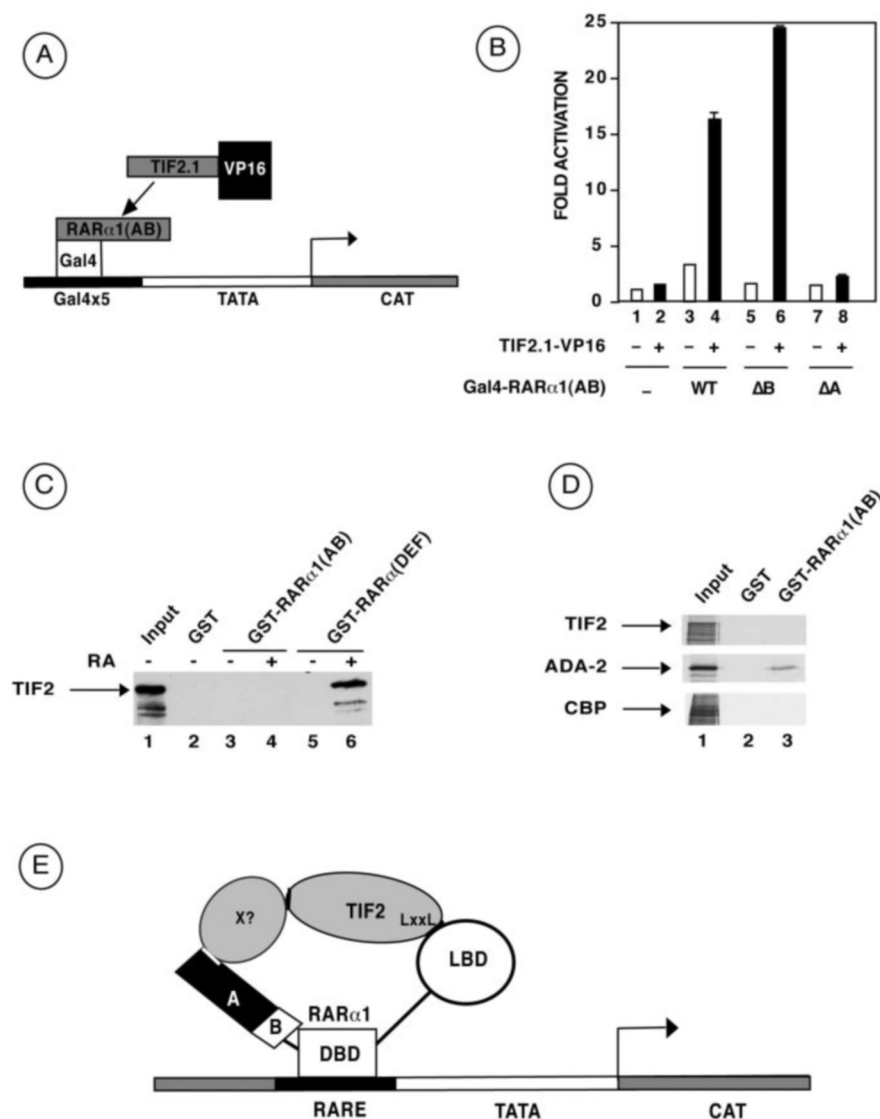 A
TIF2.1
VP16
RARα1(AB)
Gal4
Gal4x5 TATA CAT
B
FOLD ACTIVATION
25
20
15
10
5
0
1 2 3 4 5 6 7 8
TIF2.1-VP16 – + – + – + – +
Gal4-RARα1(AB) – WT ΔB ΔA
C
Input GST GST-RARα1(AB) GST-RARα(DEF)
RA - - - + - +
TIF2
1 2 3 4 5 6
D
Input GST GST-RARα1(AB)
TIF2
ADA-2
CBP
1 2 3
E
X?
TIF2
LxxL
LBD
A
B
RARα1
DBD
RARE TATA CAT